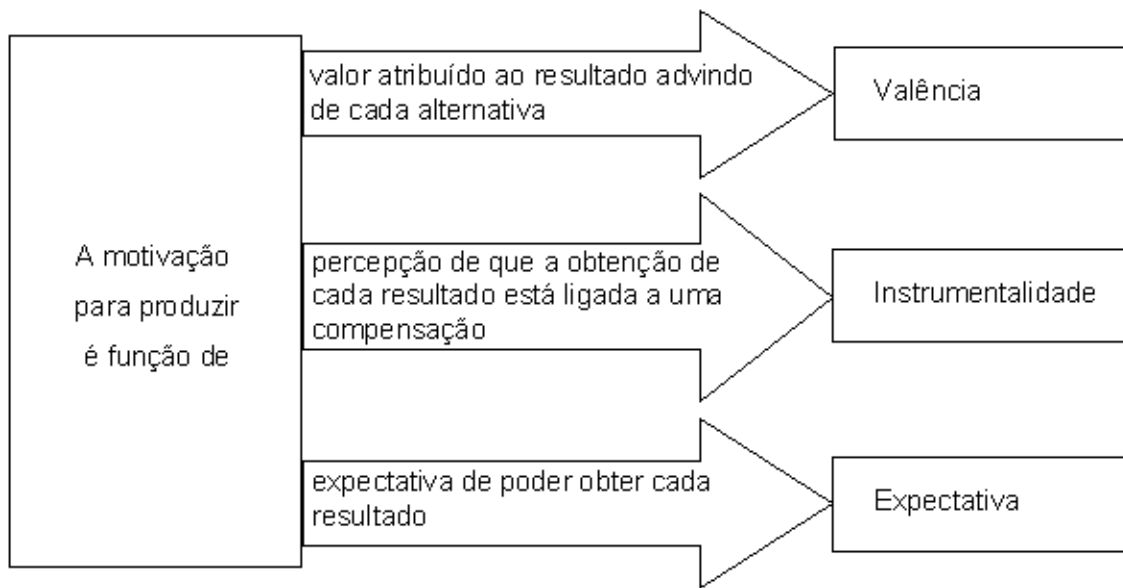 A motivação
para produzir
é função de
valor atribuído ao resultado advindo
de cada alternativa
Valência
percepção de que a obtenção de
cada resultado está ligada a uma
compensação
Instrumentalidade
expectativa de poder obter cada
resultado
Expectativa